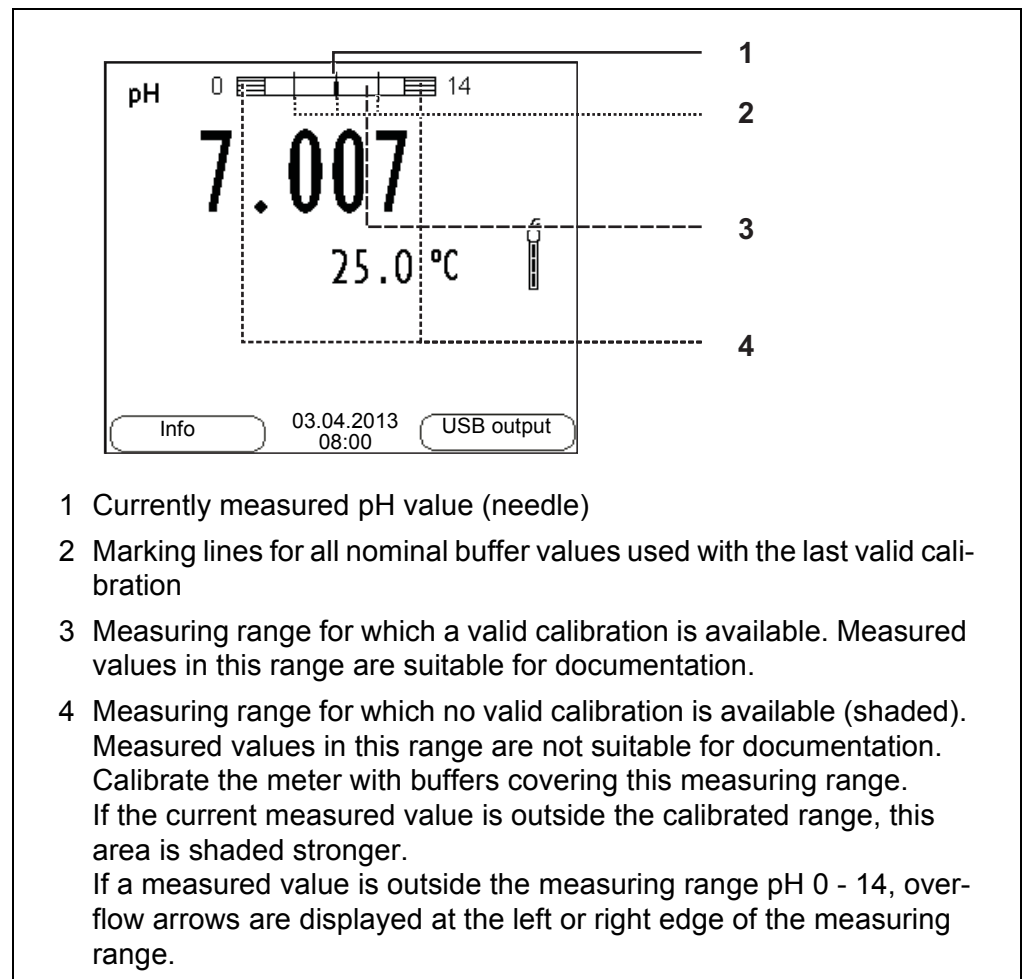 1
pH 0 14
2
7.007
3
25.0 °C
4
Info 03.04.2013 USB output
08:00
1 Currently measured pH value (needle)
2 Marking lines for all nominal buffer values used with the last valid cali-
bration
3 Measuring range for which a valid calibration is available. Measured
values in this range are suitable for documentation.
4 Measuring range for which no valid calibration is available (shaded).
Measured values in this range are not suitable for documentation.
Calibrate the meter with buffers covering this measuring range.
If the current measured value is outside the calibrated range, this
area is shaded stronger.
If a measured value is outside the measuring range pH 0 - 14, over-
flow arrows are displayed at the left or right edge of the measuring
range.